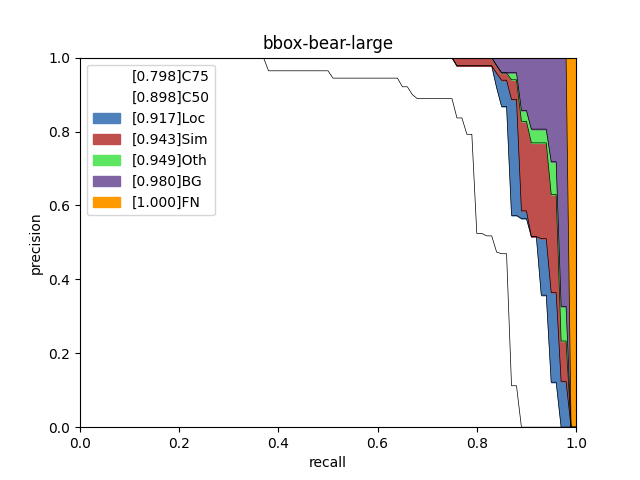 bbox-bear-large
1.0
0.8
0.6
0.4
0.2
0.0
precision
[0.798]C75
[0.898]C50
[0.917]Loc
[0.943]Sim
[0.949]Oth
[0.980]BG
[1.000]FN
0.0 0.2 0.4 0.6 0.8 1.0
recall